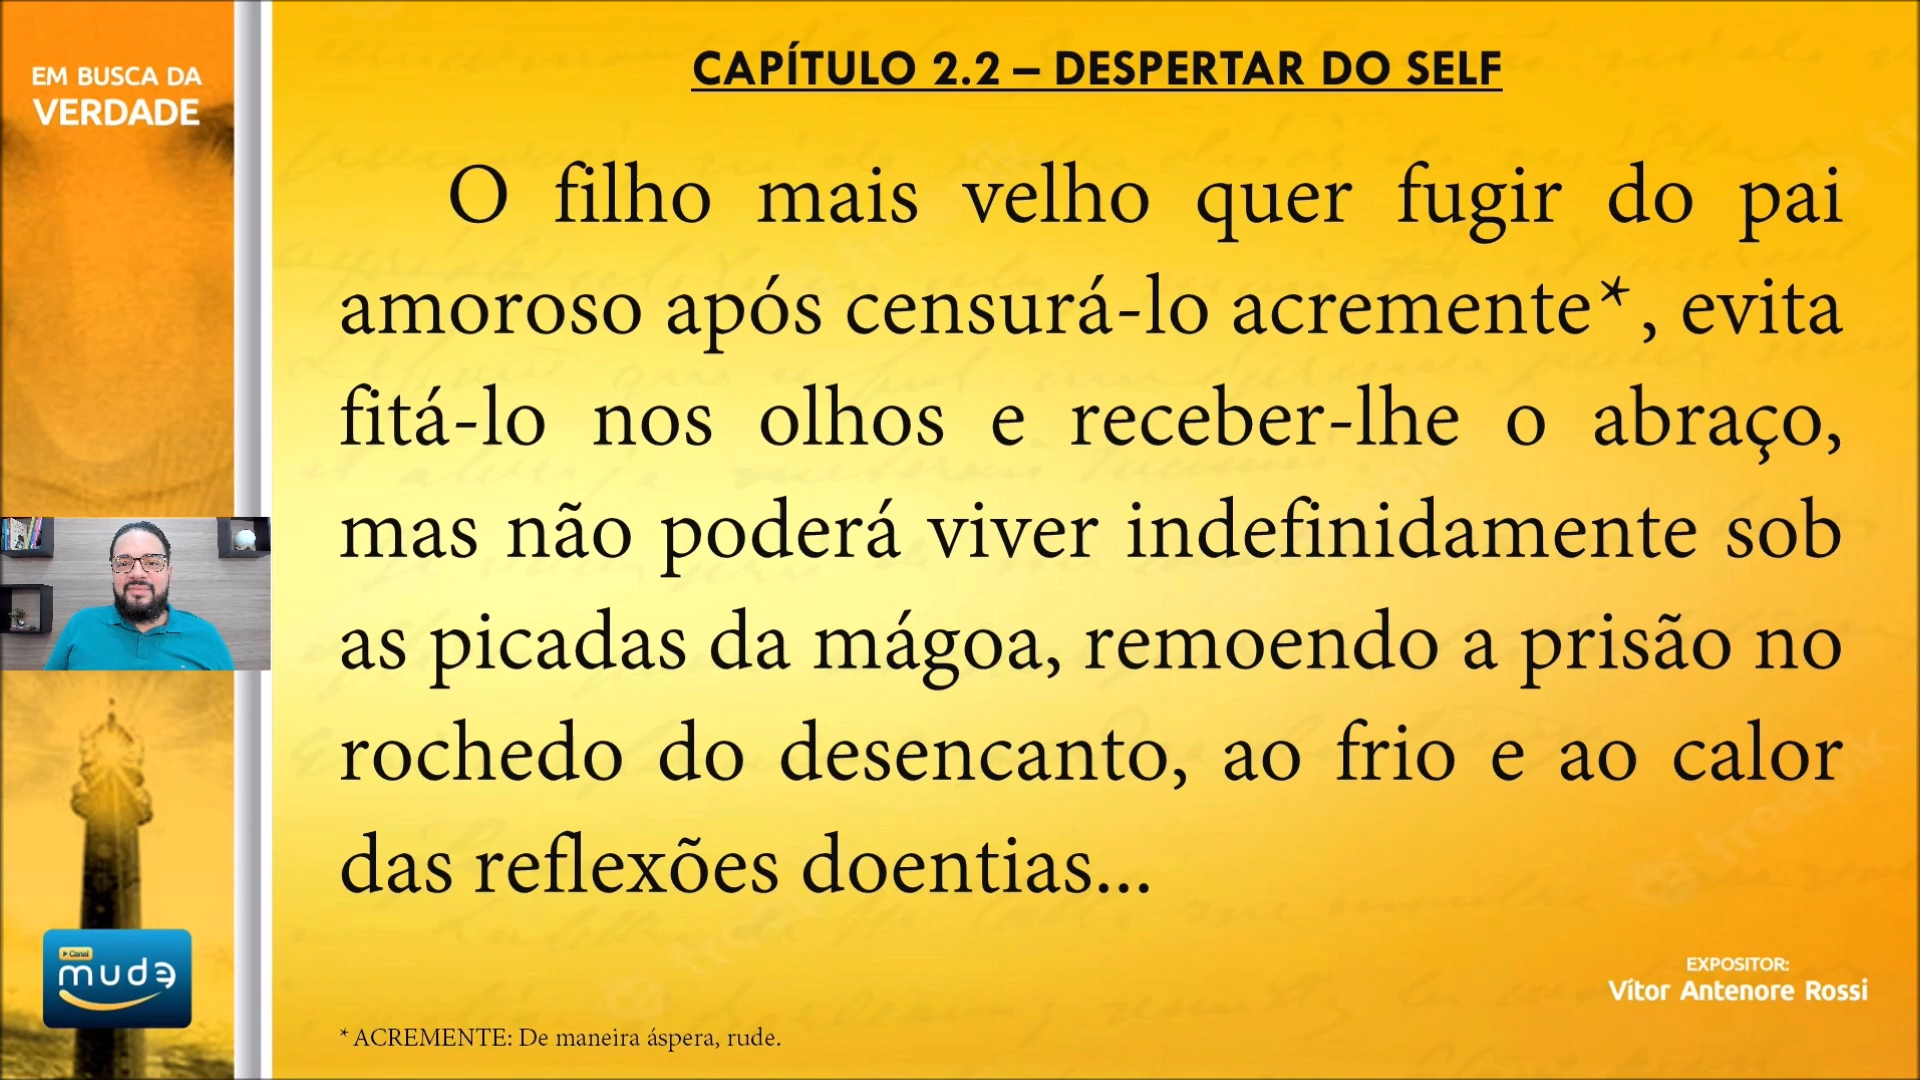 EM BUSCA DA
VERDADE
CAPÍTULO 2.2 – DESPERTAR DO SELF
O filho mais velho quer fugir do pai
amoroso após censurá-lo acremente*, evita
fitá-lo nos olhos e receber-lhe o abraço,
mas não poderá viver indefinidamente sob
as picadas da mágoa, remoendo a prisão no
rochedo do desencanto, ao frio e ao calor
das reflexões doentias...
Canal
mude
EXPOSITOR:
Vítor Antenore Rossi
* ACREMENTE: De maneira áspera, rude.